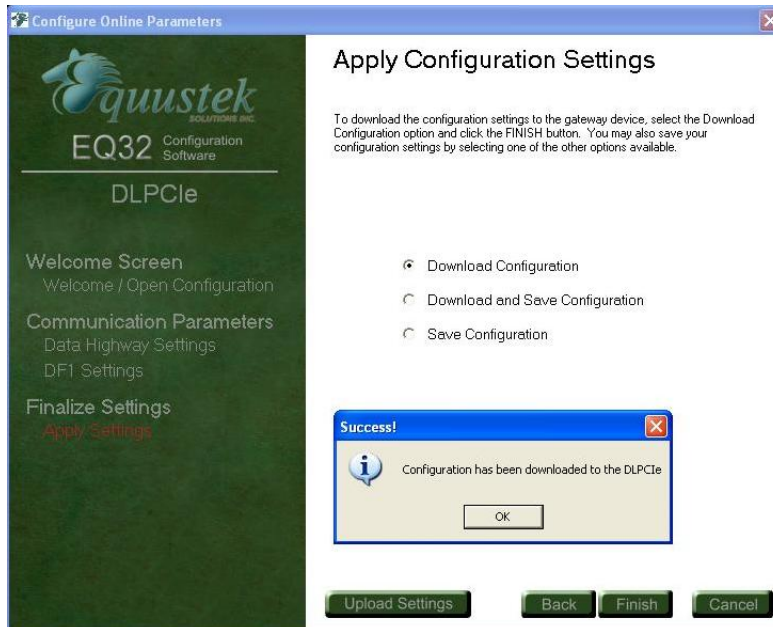 Configure Online Parameters
Equustek
SOLUTIONS INC.
EQ32 Configuration Software
DLPCIe
Welcome Screen
Welcome / Open Configuration
Communication Parameters
Data Highway Settings
DF1 Settings
Finalize Settings
Apply Settings
Apply Configuration Settings
To download the configuration settings to the gateway device, select the Download
Configuration option and click the FINISH button. You may also save your
configuration settings by selecting one of the other options available.
Download Configuration
Download and Save Configuration
Save Configuration
Success!
Configuration has been downloaded to the DLPCIe
OK
Upload Settings
Back
Finish
Cancel